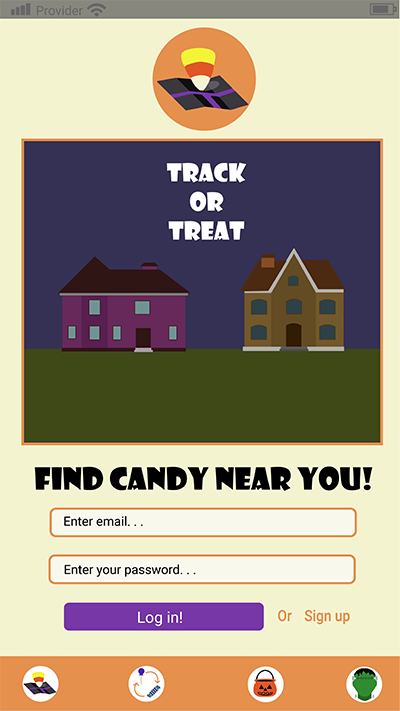 Provider
TRACK
OR
TREAT
FIND CANDY NEAR YOU!
Enter email. . .
Enter your password. . .
Log in! Or Sign up